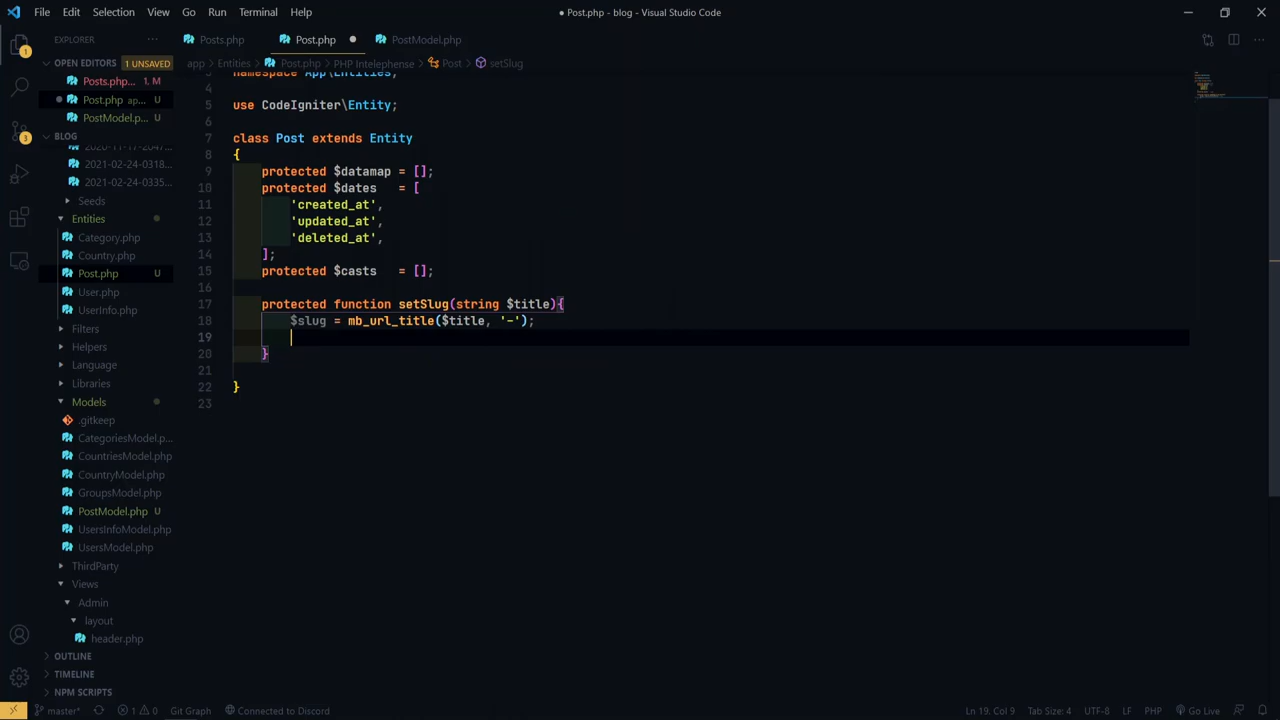 File Edit Selection View Go Run Terminal Help
● Post.php - blog - Visual Studio Code
EXPLORER
Posts.php
Post.php
PostModel.php
OPEN EDITORS 1 UNSAVED
app > Entities > Post.php > PHP Intelephense > Post > setSlug
Posts.php... 1, M
Post.php ap... U
PostModel.p... U
BLOG
2021-02-24-0318...
2021-02-24-0335...
Seeds
Entities
Category.php
Country.php
Post.php U
User.php
UserInfo.php
Filters
Helpers
Language
Libraries
Models
.gitkeep
CategoriesModel.p...
CountriesModel.php
CountryModel.php
GroupsModel.php
PostModel.php U
UsersInfoModel.php
UsersModel.php
ThirdParty
Views
Admin
layout
header.php
OUTLINE
TIMELINE
NPM SCRIPTS
3 namespace App\Entities;
4
5 use CodeIgniter\Entity;
6
7 class Post extends Entity
8 {
9 protected $datamap = [];
10 protected $dates = [
11 'created_at',
12 'updated_at',
13 'deleted_at',
14 ];
15 protected $casts = [];
16
17 protected function setSlug(string $title){
18 $slug = mb_url_title($title, '-');
19
20 }
21
22 }
23
master* 1 0 Git Graph Connected to Discord
Ln 19, Col 9 Tab Size: 4 UTF-8 LF PHP Go Live